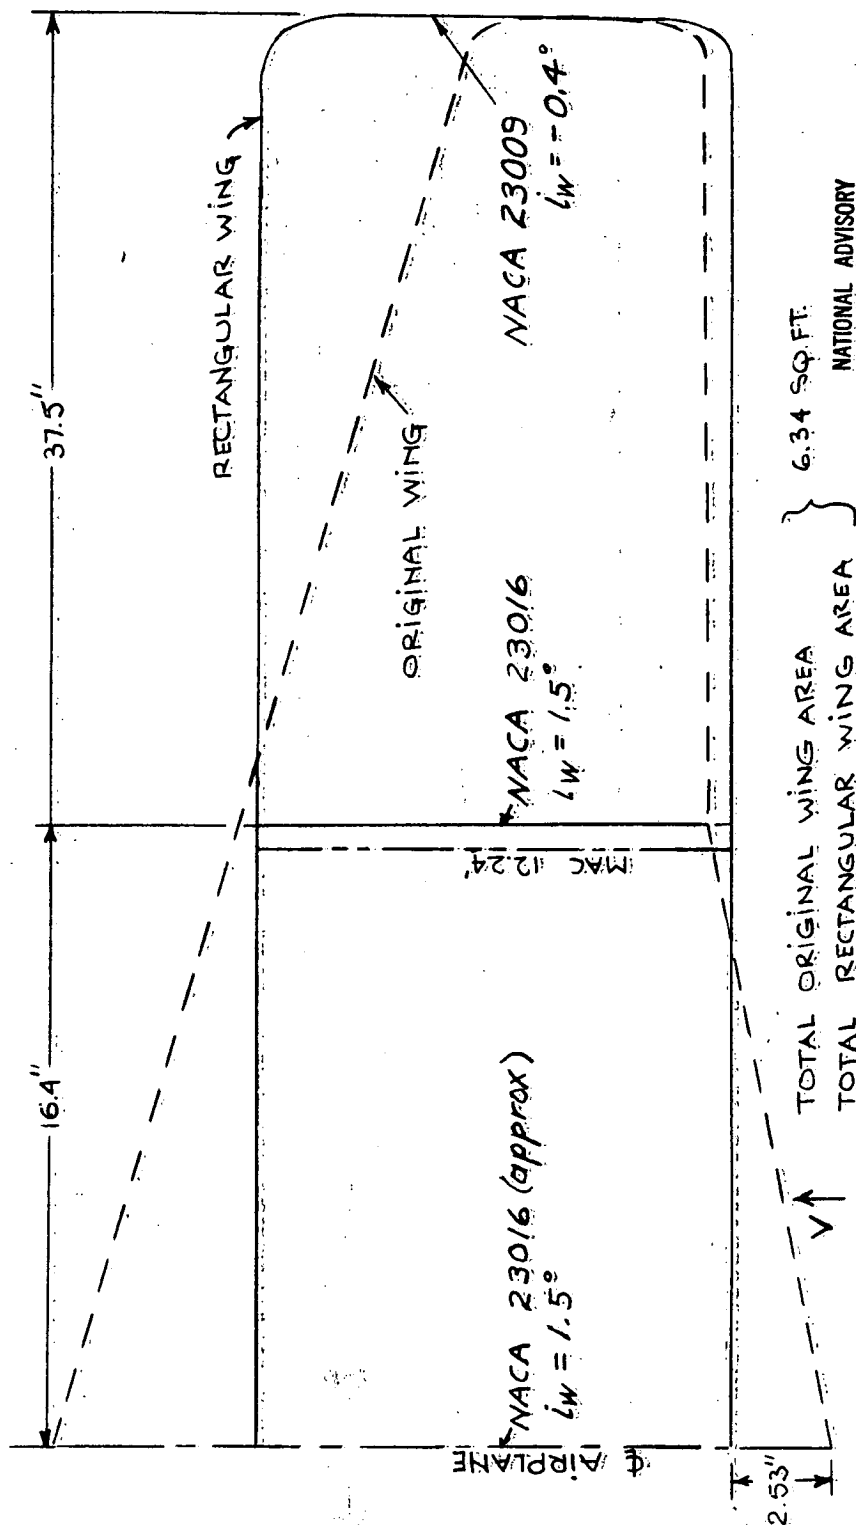 16.4"
37.5"
RECTANGULAR WING
ORIGINAL WING
NACA 23016 (approx)
iw = 1.5°
NACA 23016
iw = 1.5°
NACA 23009
iw = -0.4°
MAC 12.24'
℄ AIRPLANE
2.53"
V
TOTAL ORIGINAL WING AREA
TOTAL RECTANGULAR WING AREA
} 6.34 SQ.FT.
NATIONAL ADVISORY